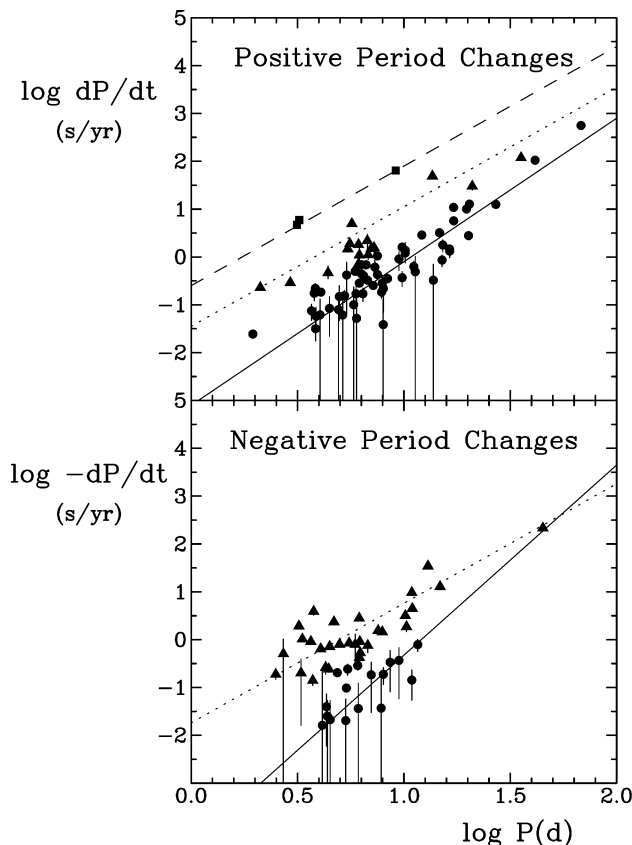 5
Positive Period Changes
4
log dP/dt
3
(s/yr)
2
1
0
−1
−2
5
Negative Period Changes
4
log −dP/dt
3
(s/yr)
2
1
0
−1
−2
0.0 0.5 1.0 1.5 2.0
log P(d)